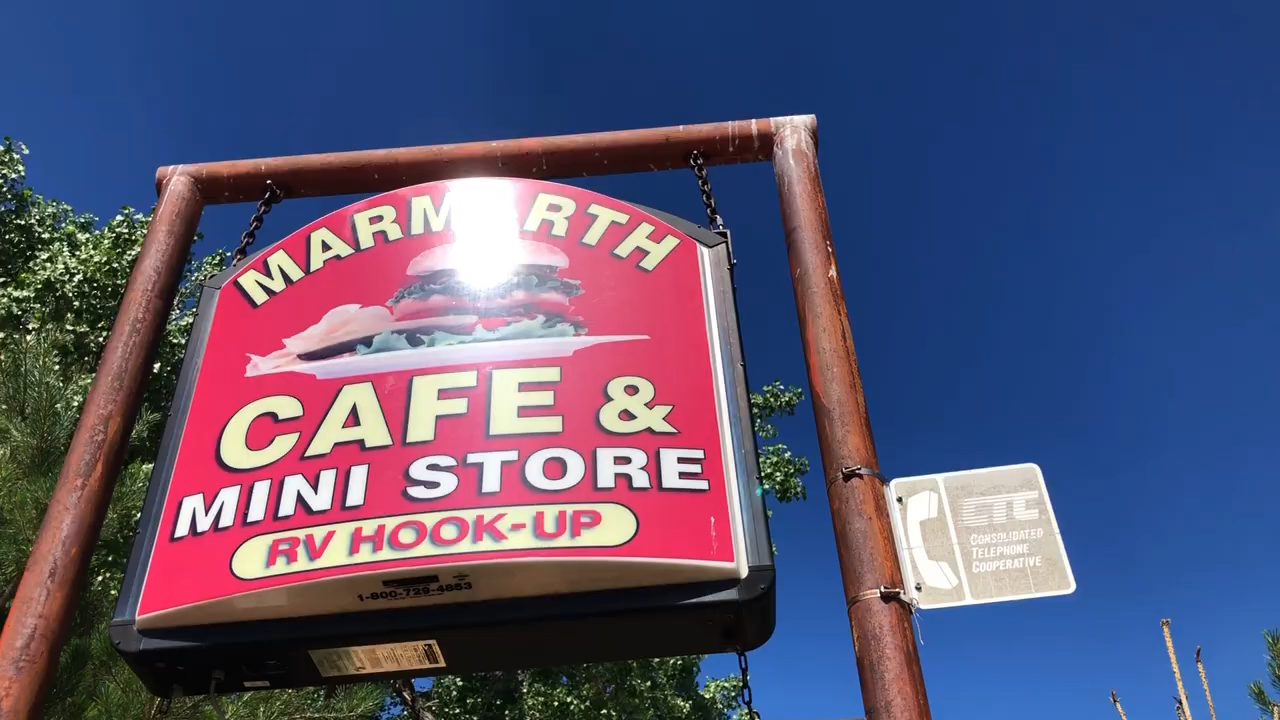 MARMARTH
CAFE &
MINI STORE
RV HOOK-UP
1-800-729-4853
CTC
CONSOLIDATED
TELEPHONE
COOPERATIVE